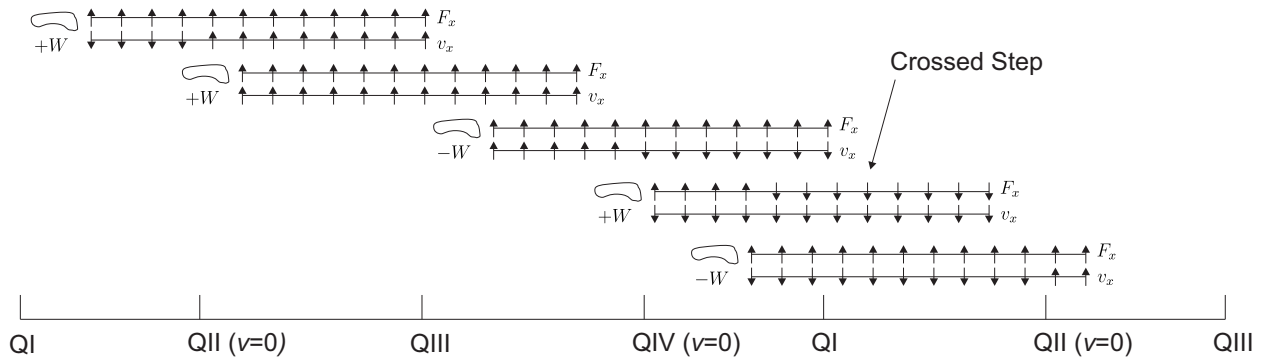 F_x
+W
v_x
F_x
+W
v_x
Crossed Step
F_x
−W
v_x
F_x
+W
v_x
F_x
−W
v_x
QI
QII (v=0)
QIII
QIV (v=0)
QI
QII (v=0)
QIII